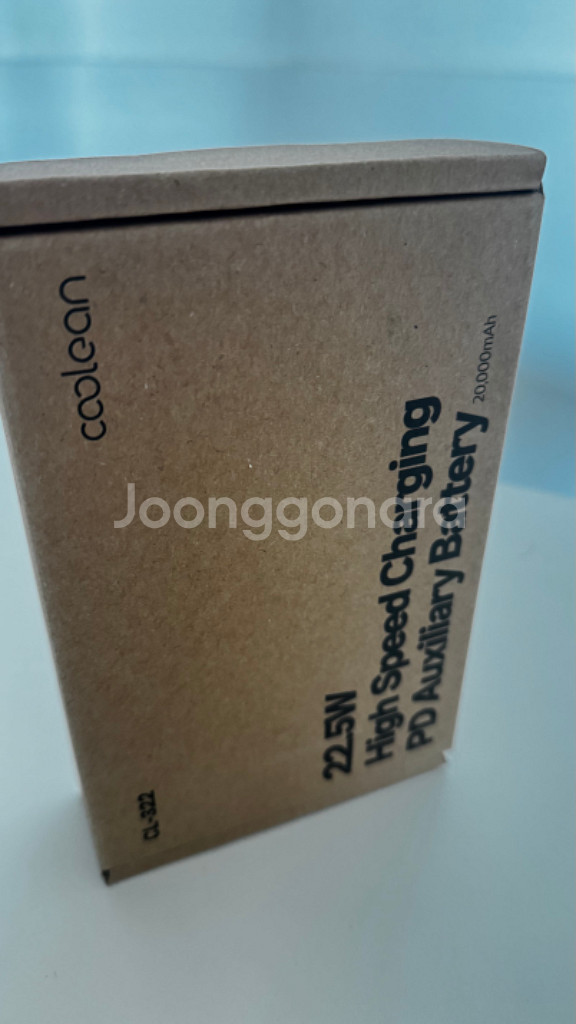 coolean
22.5W
High Speed Charging
PD Auxiliary Battery 20,000mAh
CL-322
Joonggonara